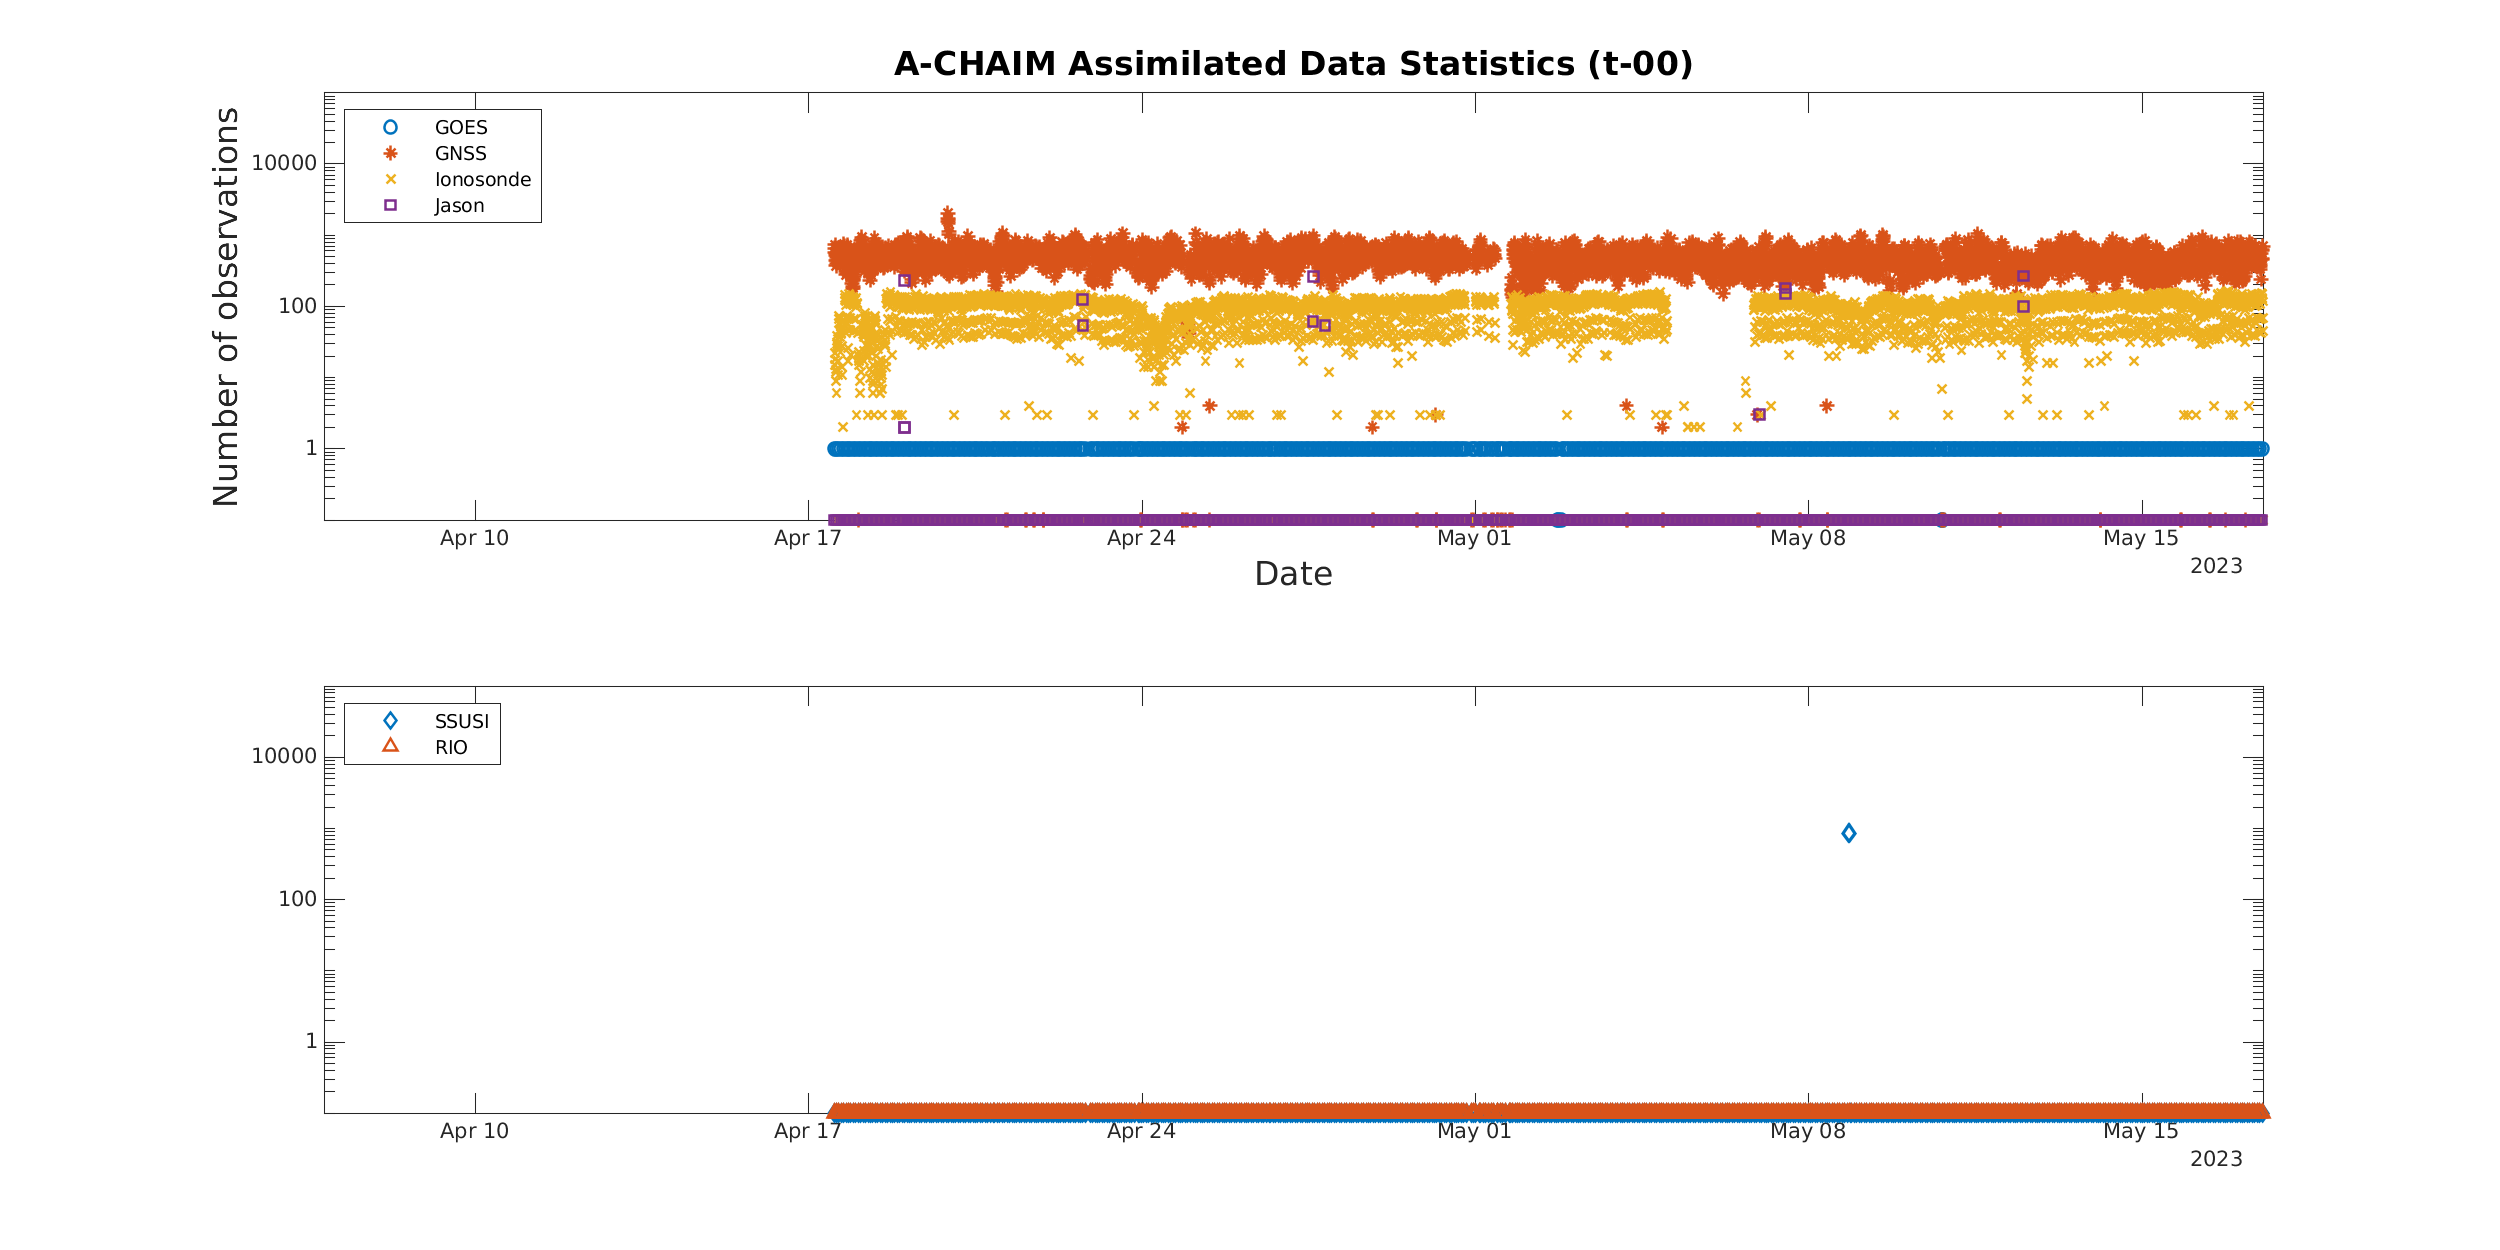 A-CHAIM Assimilated Data Statistics (t-00)
Number of observations
10000
100
1
GOES
GNSS
Ionosonde
Jason
Apr 10 Apr 17 Apr 24 May 01 May 08 May 15
2023
Date
10000
100
1
SSUSI
RIO
Apr 10 Apr 17 Apr 24 May 01 May 08 May 15
2023